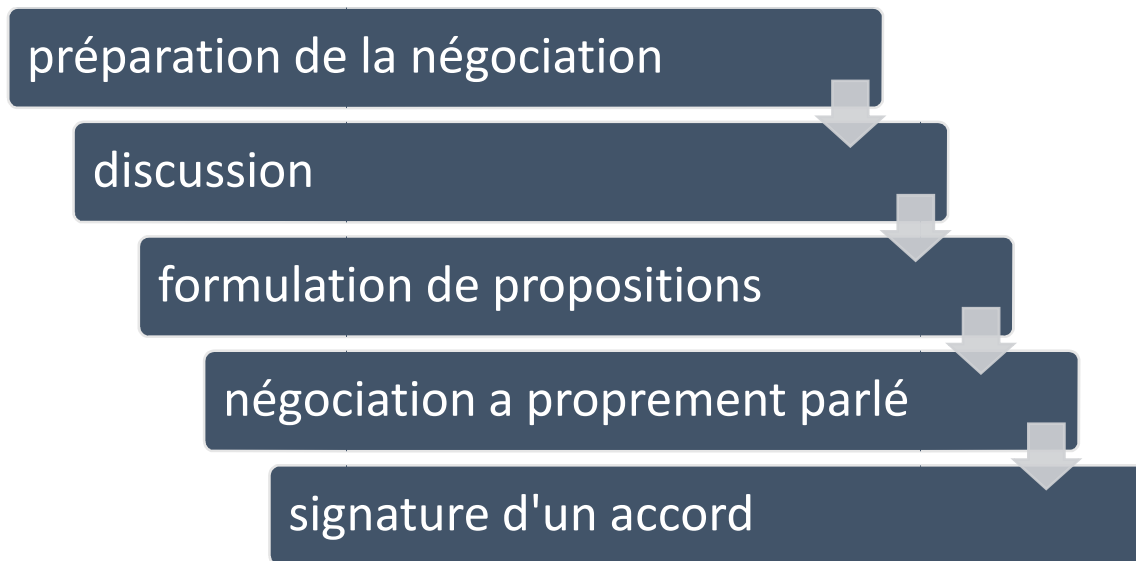 préparation de la négociation
discussion
formulation de propositions
négociation a proprement parlé
signature d'un accord